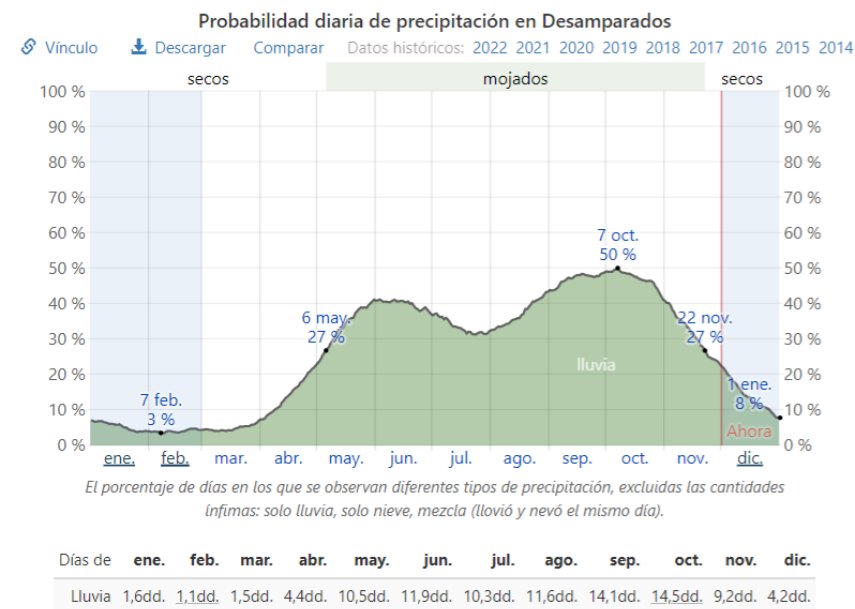 Probabilidad diaria de precipitación en Desamparados
Vínculo Descargar Comparar Datos históricos: 2022 2021 2020 2019 2018 2017 2016 2015 2014
secos mojados secos
100 % 100 %
90 % 90 %
80 % 80 %
70 % 70 %
60 % 60 %
7 oct.
50 %
50 % 50 %
40 % 40 %
6 may.
27 %
22 nov.
27 %
30 % 30 %
lluvia
20 % 20 %
7 feb.
3 %
1 ene.
8 %
10 % 10 %
Ahora
0 % 0 %
ene. feb. mar. abr. may. jun. jul. ago. sep. oct. nov. dic.
El porcentaje de días en los que se observan diferentes tipos de precipitación, excluidas las cantidades
ínfimas: solo lluvia, solo nieve, mezcla (llovió y nevó el mismo día).
Días de ene. feb. mar. abr. may. jun. jul. ago. sep. oct. nov. dic.
Lluvia 1,6dd. 1,1dd. 1,5dd. 4,4dd. 10,5dd. 11,9dd. 10,3dd. 11,6dd. 14,1dd. 14,5dd. 9,2dd. 4,2dd.